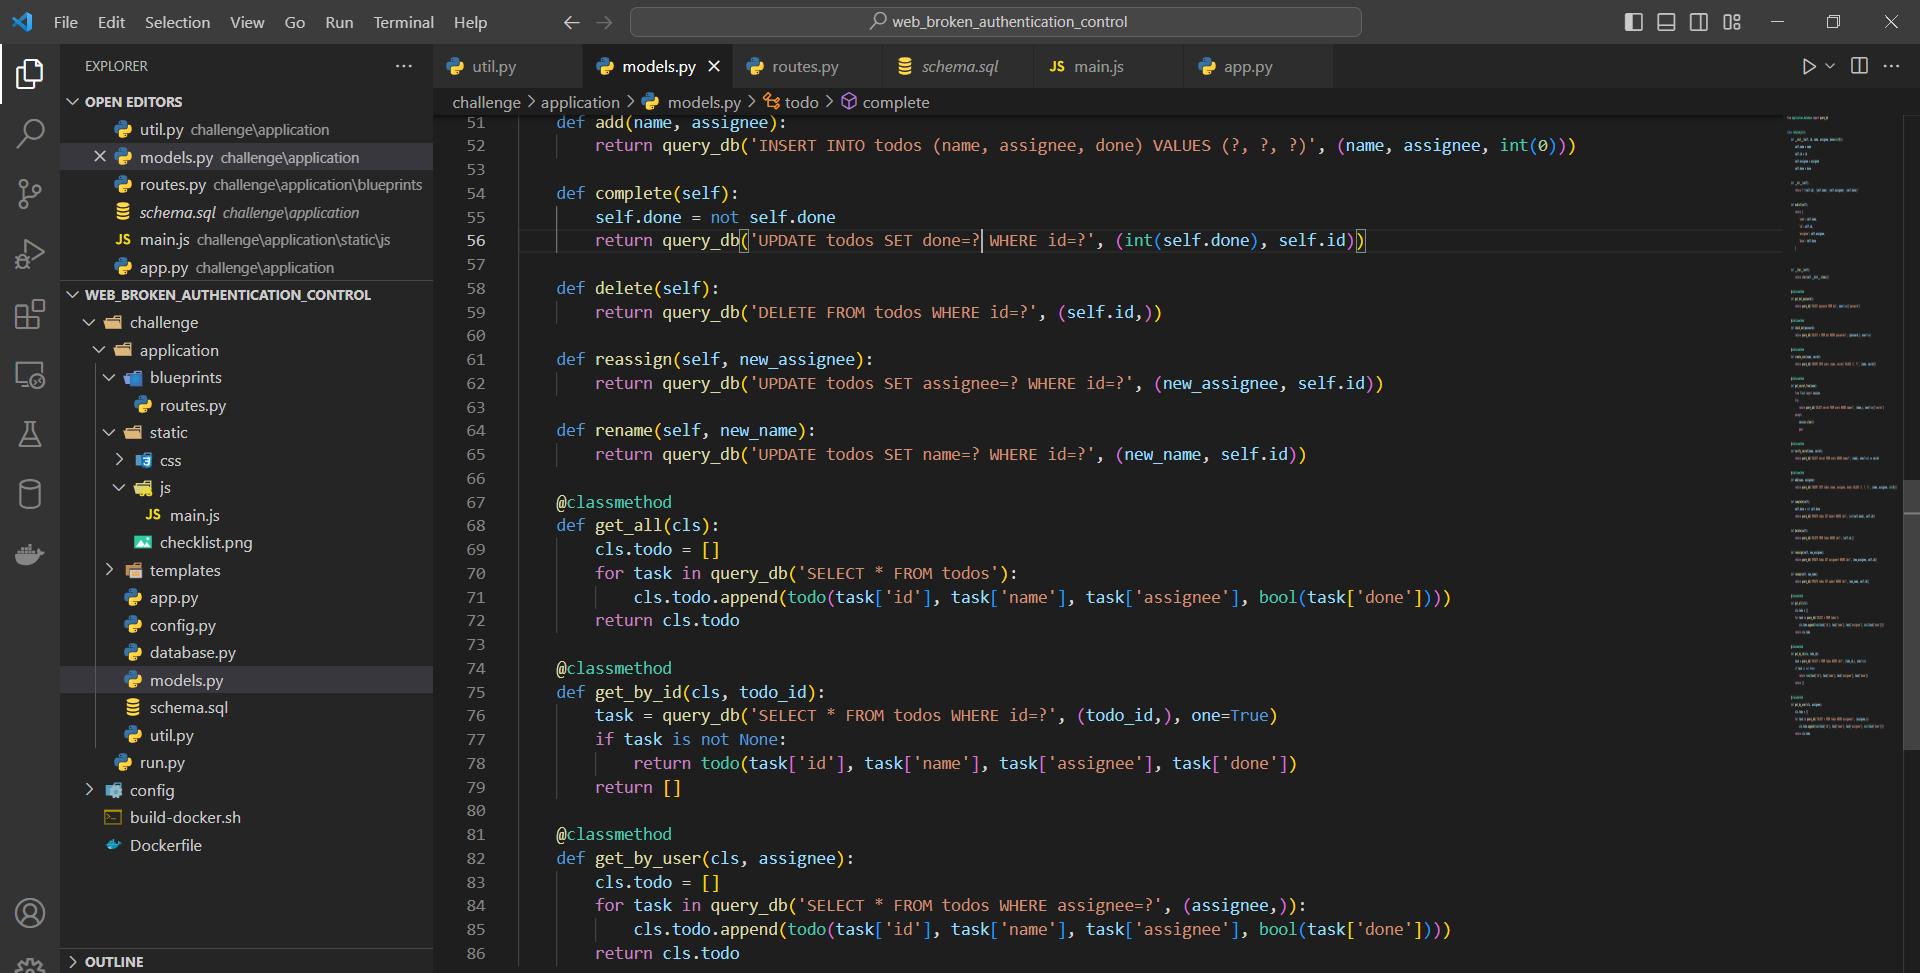 File Edit Selection View Go Run Terminal Help
web_broken_authentication_control
EXPLORER
OPEN EDITORS
util.py challenge\application
models.py challenge\application
routes.py challenge\application\blueprints
schema.sql challenge\application
JS main.js challenge\application\static\js
app.py challenge\application
WEB_BROKEN_AUTHENTICATION_CONTROL
challenge
application
blueprints
routes.py
static
css
js
JS main.js
checklist.png
templates
app.py
config.py
database.py
models.py
schema.sql
util.py
run.py
config
build-docker.sh
Dockerfile
OUTLINE
util.py models.py routes.py schema.sql JS main.js app.py
challenge > application > models.py > todo > complete
51 def add(name, assignee):
52 return query_db('INSERT INTO todos (name, assignee, done) VALUES (?, ?, ?)', (name, assignee, int(0)))
53
54 def complete(self):
55 self.done = not self.done
56 return query_db('UPDATE todos SET done=? WHERE id=?', (int(self.done), self.id))
57
58 def delete(self):
59 return query_db('DELETE FROM todos WHERE id=?', (self.id,))
60
61 def reassign(self, new_assignee):
62 return query_db('UPDATE todos SET assignee=? WHERE id=?', (new_assignee, self.id))
63
64 def rename(self, new_name):
65 return query_db('UPDATE todos SET name=? WHERE id=?', (new_name, self.id))
66
67 @classmethod
68 def get_all(cls):
69 cls.todo = []
70 for task in query_db('SELECT * FROM todos'):
71 cls.todo.append(todo(task['id'], task['name'], task['assignee'], bool(task['done'])))
72 return cls.todo
73
74 @classmethod
75 def get_by_id(cls, todo_id):
76 task = query_db('SELECT * FROM todos WHERE id=?', (todo_id,), one=True)
77 if task is not None:
78 return todo(task['id'], task['name'], task['assignee'], task['done'])
79 return []
80
81 @classmethod
82 def get_by_user(cls, assignee):
83 cls.todo = []
84 for task in query_db('SELECT * FROM todos WHERE assignee=?', (assignee,)):
85 cls.todo.append(todo(task['id'], task['name'], task['assignee'], bool(task['done'])))
86 return cls.todo